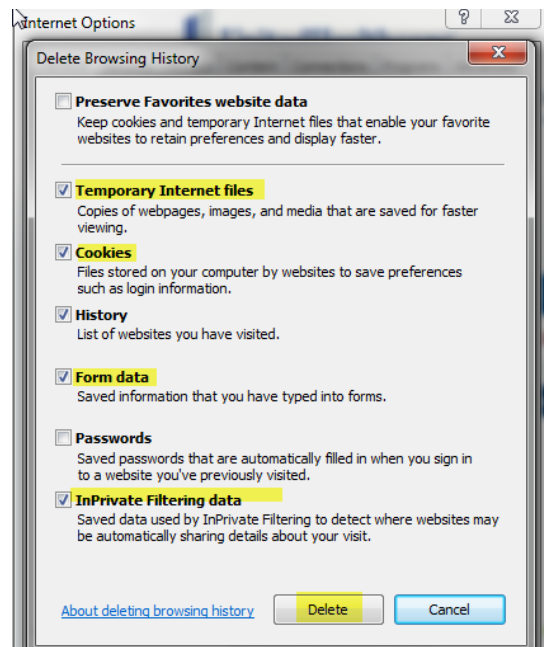 Internet Options
Delete Browsing History
Preserve Favorites website data
Keep cookies and temporary Internet files that enable your favorite
websites to retain preferences and display faster.
Temporary Internet files
Copies of webpages, images, and media that are saved for faster
viewing.
Cookies
Files stored on your computer by websites to save preferences
such as login information.
History
List of websites you have visited.
Form data
Saved information that you have typed into forms.
Passwords
Saved passwords that are automatically filled in when you sign in
to a website you've previously visited.
InPrivate Filtering data
Saved data used by InPrivate Filtering to detect where websites may
be automatically sharing details about your visit.
About deleting browsing history Delete Cancel